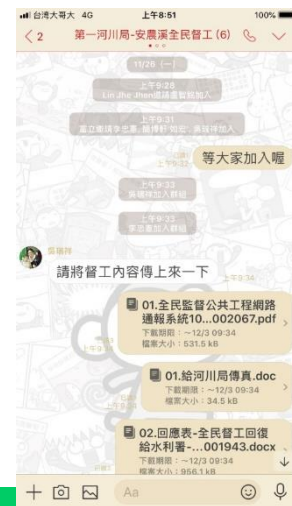 台灣大哥大 4G
上午8:51
100%
2
第一河川局-安農溪全民督工 (6)
11/26 (一)
上午9:28
上午9:31
等大家加入喔
上午9:33
上午9:33
請將督工內容傳上來一下
上午9:34
01.全民監督公共工程網路
通報系統10...002067.pdf
下載期限：~12/3 09:34
檔案大小：531.5 kB
01.給河川局傳真.doc
下載期限：~12/3 09:34
檔案大小：34.5 kB
02.回應表-全民督工回復
給水利署-...001943.docx
下載期限：~12/3 09:34
檔案大小：956.1 kB
Aa